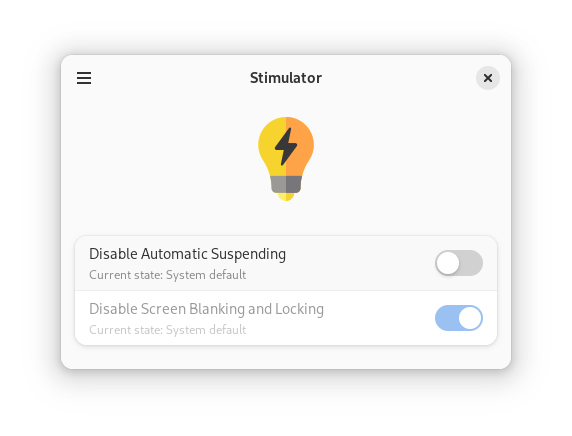 Stimulator
Disable Automatic Suspending
Current state: System default
Disable Screen Blanking and Locking
Current state: System default